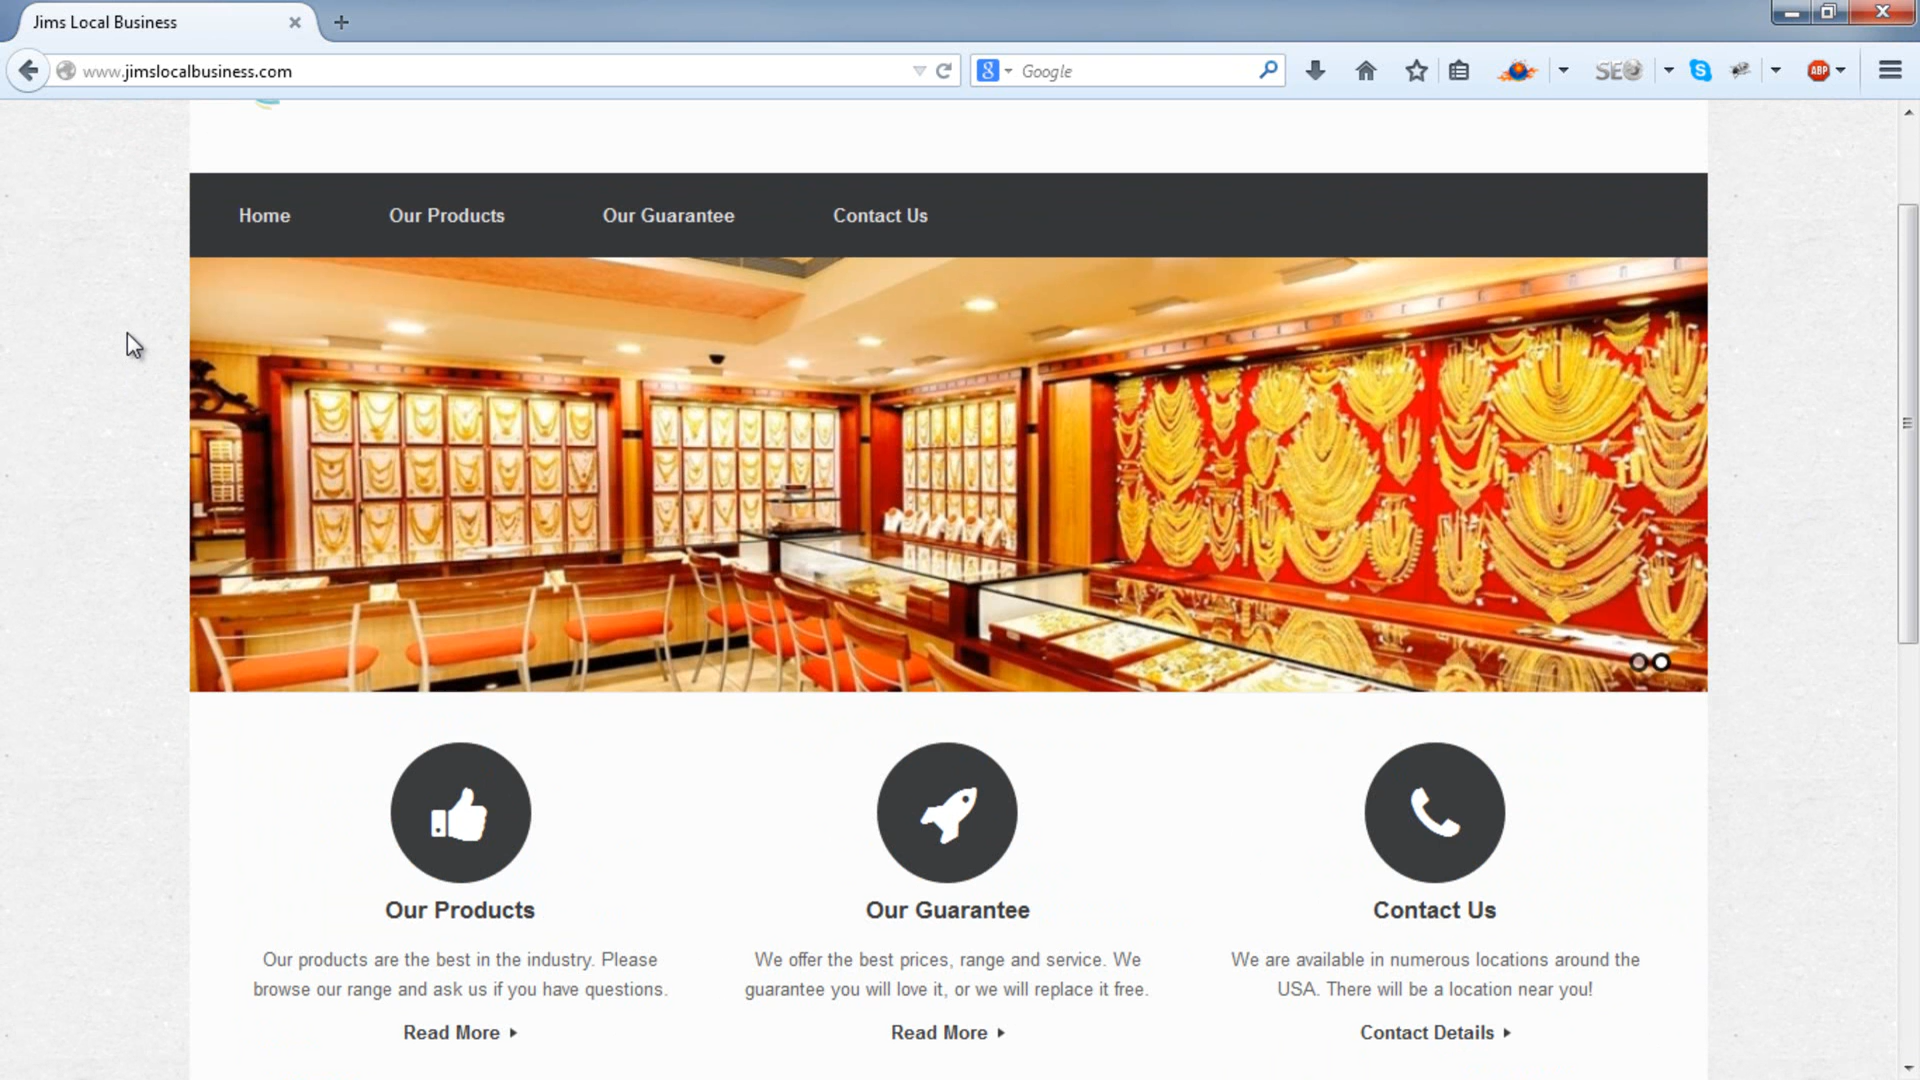 Jims Local Business
www.jimslocalbusiness.com
8 Google
SEO
S
ABP
Home Our Products Our Guarantee Contact Us
Our Products
Our products are the best in the industry. Please
browse our range and ask us if you have questions.
Read More
Our Guarantee
We offer the best prices, range and service. We
guarantee you will love it, or we will replace it free.
Read More
Contact Us
We are available in numerous locations around the
USA. There will be a location near you!
Contact Details